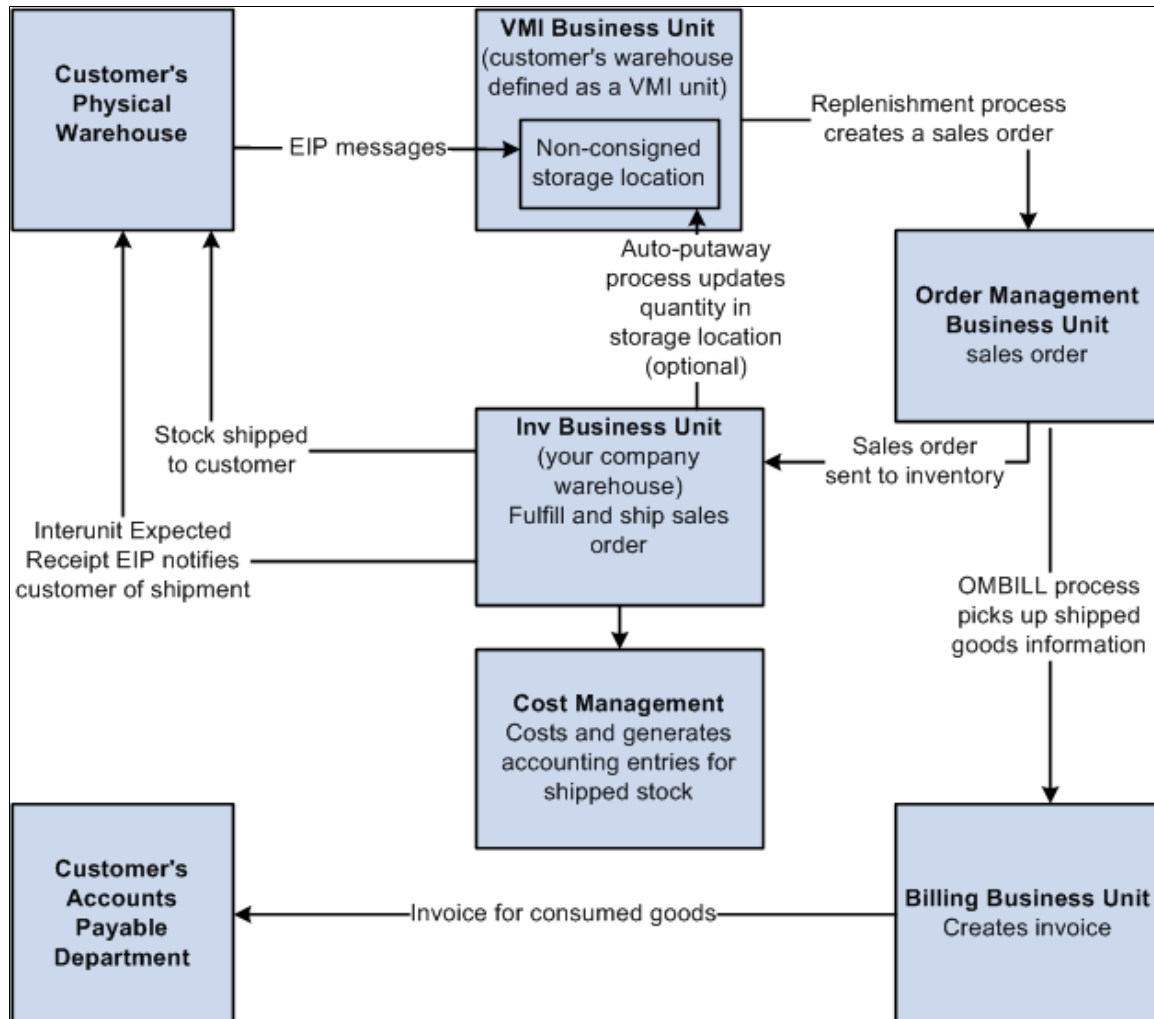 Customer's
Physical
Warehouse
EIP messages
VMI Business Unit
(customer's warehouse
defined as a VMI unit)
Non-consigned
storage location
Replenishment process
creates a sales order
Auto-putaway
process updates
quantity in
storage location
(optional)
Order Management
Business Unit
sales order
Stock shipped
to customer
Inv Business Unit
(your company
warehouse)
Fulfill and ship sales
order
Sales order
sent to inventory
Interunit Expected
Receipt EIP notifies
customer of shipment
OMBILL process
picks up shipped
goods information
Cost Management
Costs and generates
accounting entries for
shipped stock
Customer's
Accounts
Payable
Department
Invoice for consumed goods
Billing Business Unit
Creates invoice